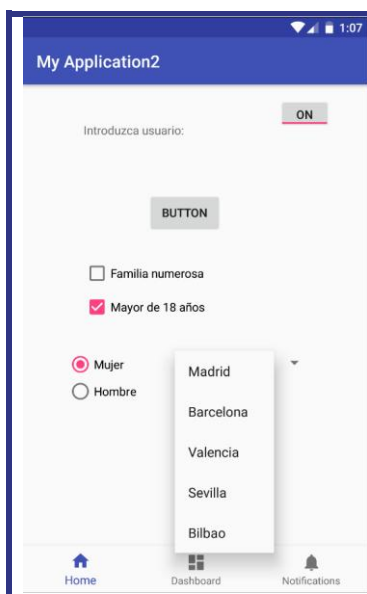 1:07
My Application2
ON
Introduzca usuario:
BUTTON
Familia numerosa
Mayor de 18 años
Mujer
Hombre
Madrid
Barcelona
Valencia
Sevilla
Bilbao
Home
Dashboard
Notifications